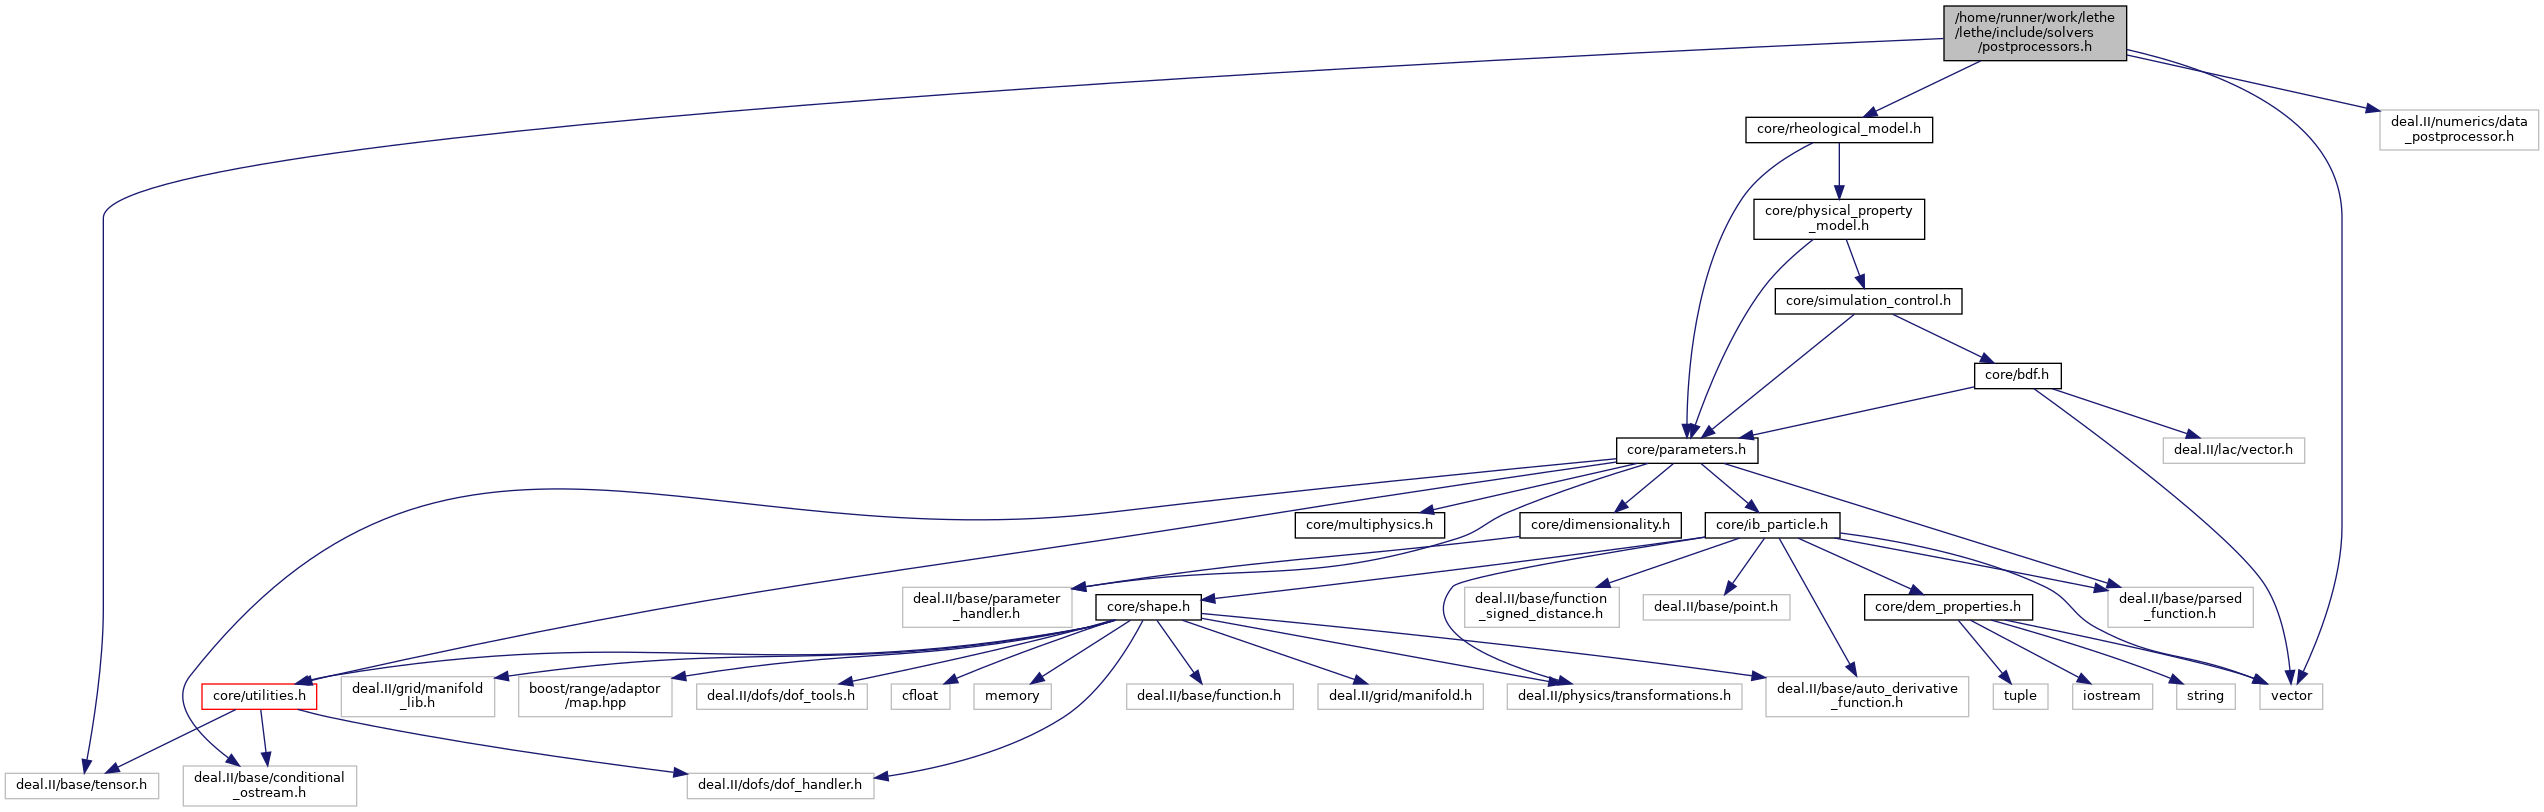 /home/runner/work/lethe
/lethe/include/solvers
/postprocessors.h
core/rheological_model.h
deal.II/numerics/data
_postprocessor.h
core/physical_property
_model.h
core/simulation_control.h
core/bdf.h
core/parameters.h
deal.II/lac/vector.h
core/multiphysics.h
core/dimensionality.h
core/ib_particle.h
deal.II/base/parameter
_handler.h
core/shape.h
deal.II/base/function
_signed_distance.h
deal.II/base/point.h
core/dem_properties.h
deal.II/base/parsed
_function.h
core/utilities.h
deal.II/grid/manifold
_lib.h
boost/range/adaptor
/map.hpp
deal.II/dofs/dof_tools.h
cfloat
memory
deal.II/base/function.h
deal.II/grid/manifold.h
deal.II/physics/transformations.h
deal.II/base/auto_derivative
_function.h
tuple
iostream
string
vector
deal.II/base/tensor.h
deal.II/base/conditional
_ostream.h
deal.II/dofs/dof_handler.h